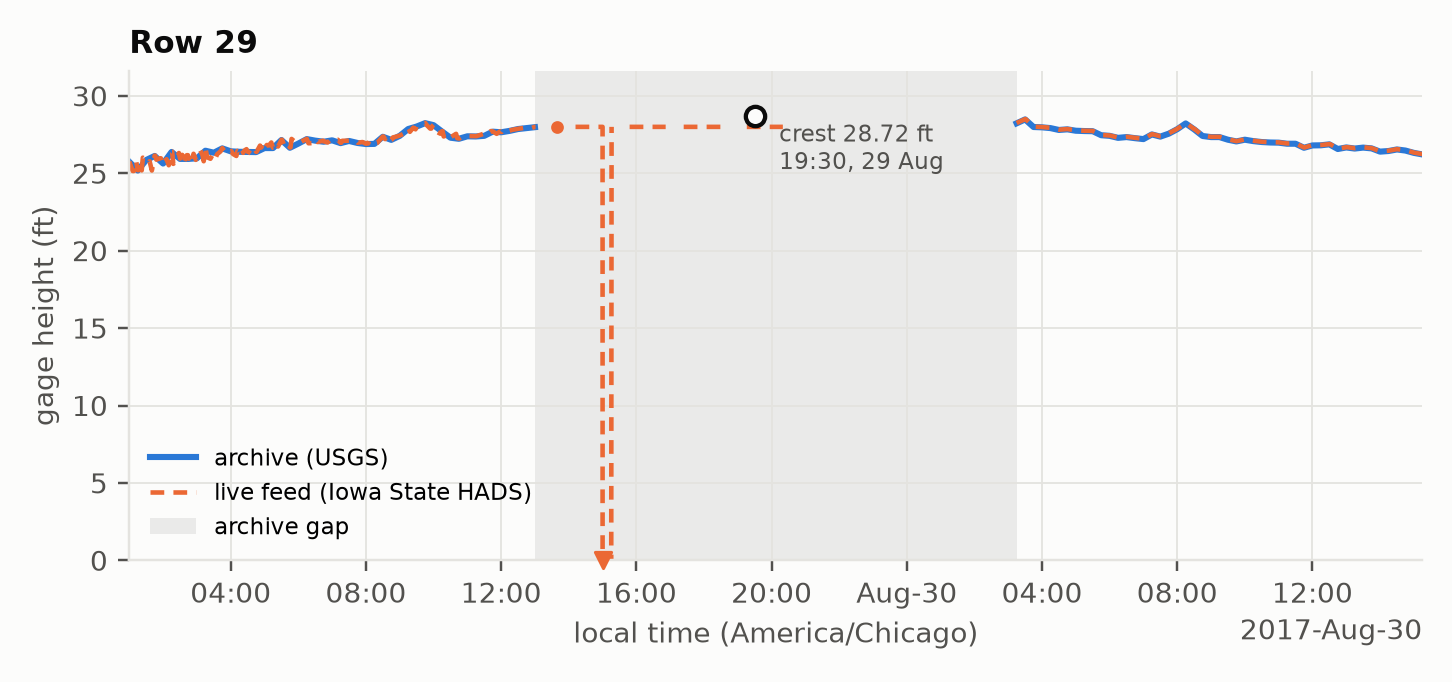 Row 29
30
25
20
15
10
5
0
gage height (ft)
crest 28.72 ft
19:30, 29 Aug
archive (USGS)
live feed (Iowa State HADS)
archive gap
04:00 08:00 12:00 16:00 20:00 Aug-30 04:00 08:00 12:00
local time (America/Chicago)
2017-Aug-30